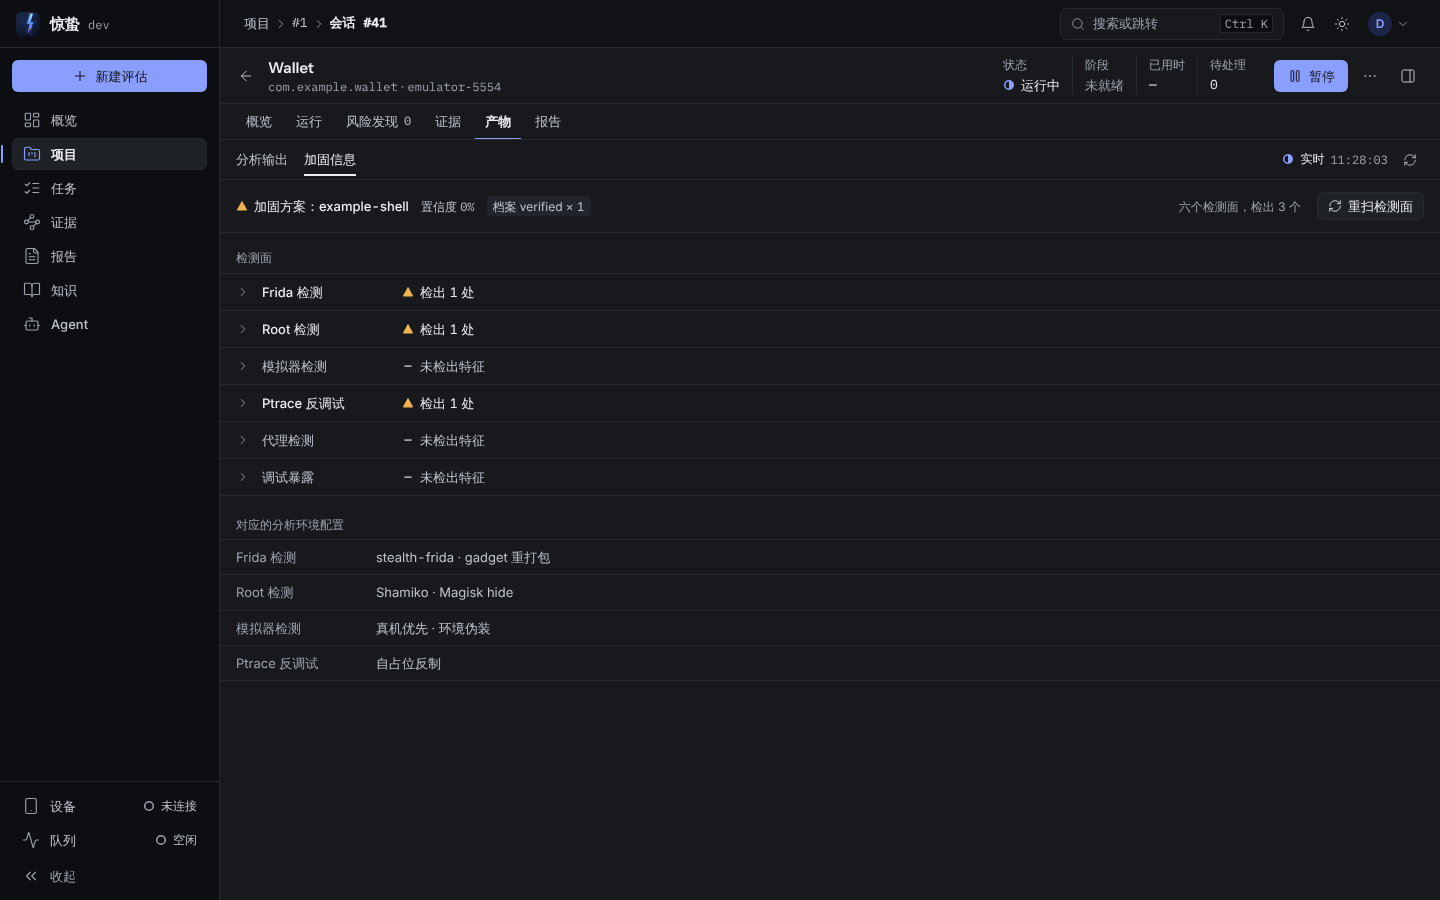 惊蛰 dev
项目 > #1 > 会话 #41
搜索或跳转 Ctrl K
D
新建评估
概览
项目
任务
证据
报告
知识
Agent
设备 未连接
队列 空闲
收起
Wallet
com.example.wallet · emulator-5554
状态 运行中
阶段 未就绪
已用时 —
待处理 0
暂停
概览 运行 风险发现 0 证据 产物 报告
分析输出 加固信息
实时 11:28:03
加固方案：example-shell 置信度 0% 档案 verified × 1
六个检测面，检出 3 个 重扫检测面
检测面
Frida 检测 检出 1 处
Root 检测 检出 1 处
模拟器检测 — 未检出特征
Ptrace 反调试 检出 1 处
代理检测 — 未检出特征
调试暴露 — 未检出特征
对应的分析环境配置
Frida 检测 stealth-frida · gadget 重打包
Root 检测 Shamiko · Magisk hide
模拟器检测 真机优先 · 环境伪装
Ptrace 反调试 自占位反制